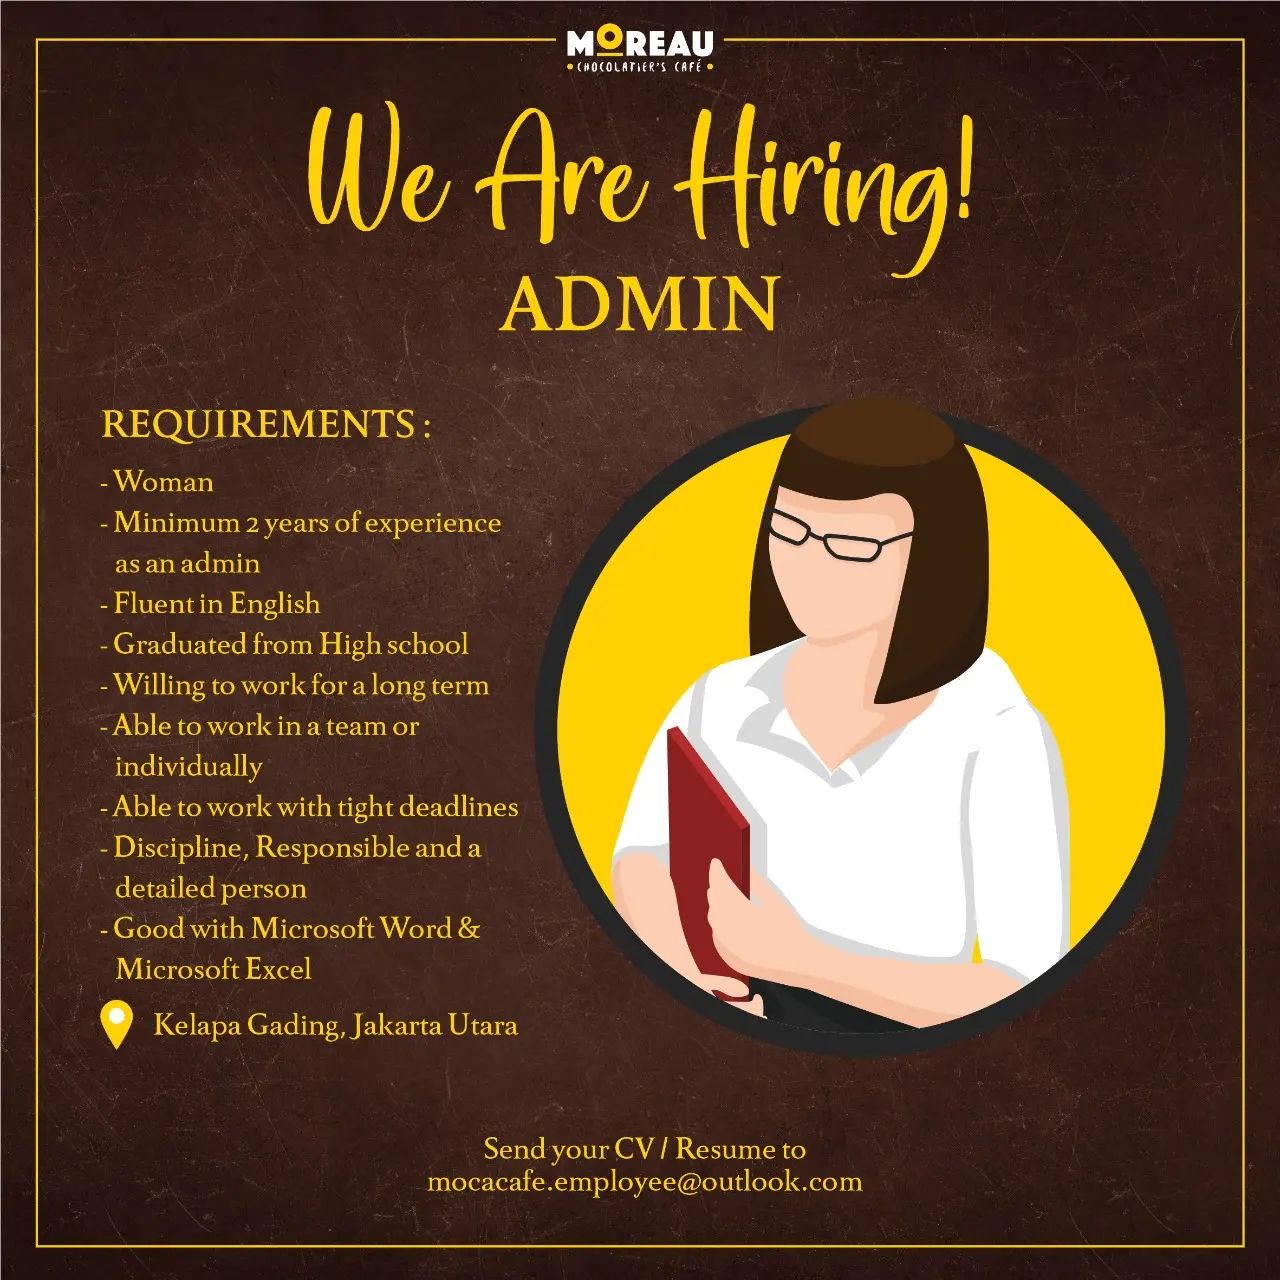 MOREAU
• CHOCOLATIER'S CAFÉ •
We Are Hiring!
ADMIN
REQUIREMENTS :
- Woman
- Minimum 2 years of experience
as an admin
- Fluent in English
- Graduated from High school
- Willing to work for a long term
- Able to work in a team or
individually
- Able to work with tight deadlines
- Discipline, Responsible and a
detailed person
- Good with Microsoft Word &
Microsoft Excel
Kelapa Gading, Jakarta Utara
Send your CV / Resume to
mocacafe.employee@outlook.com